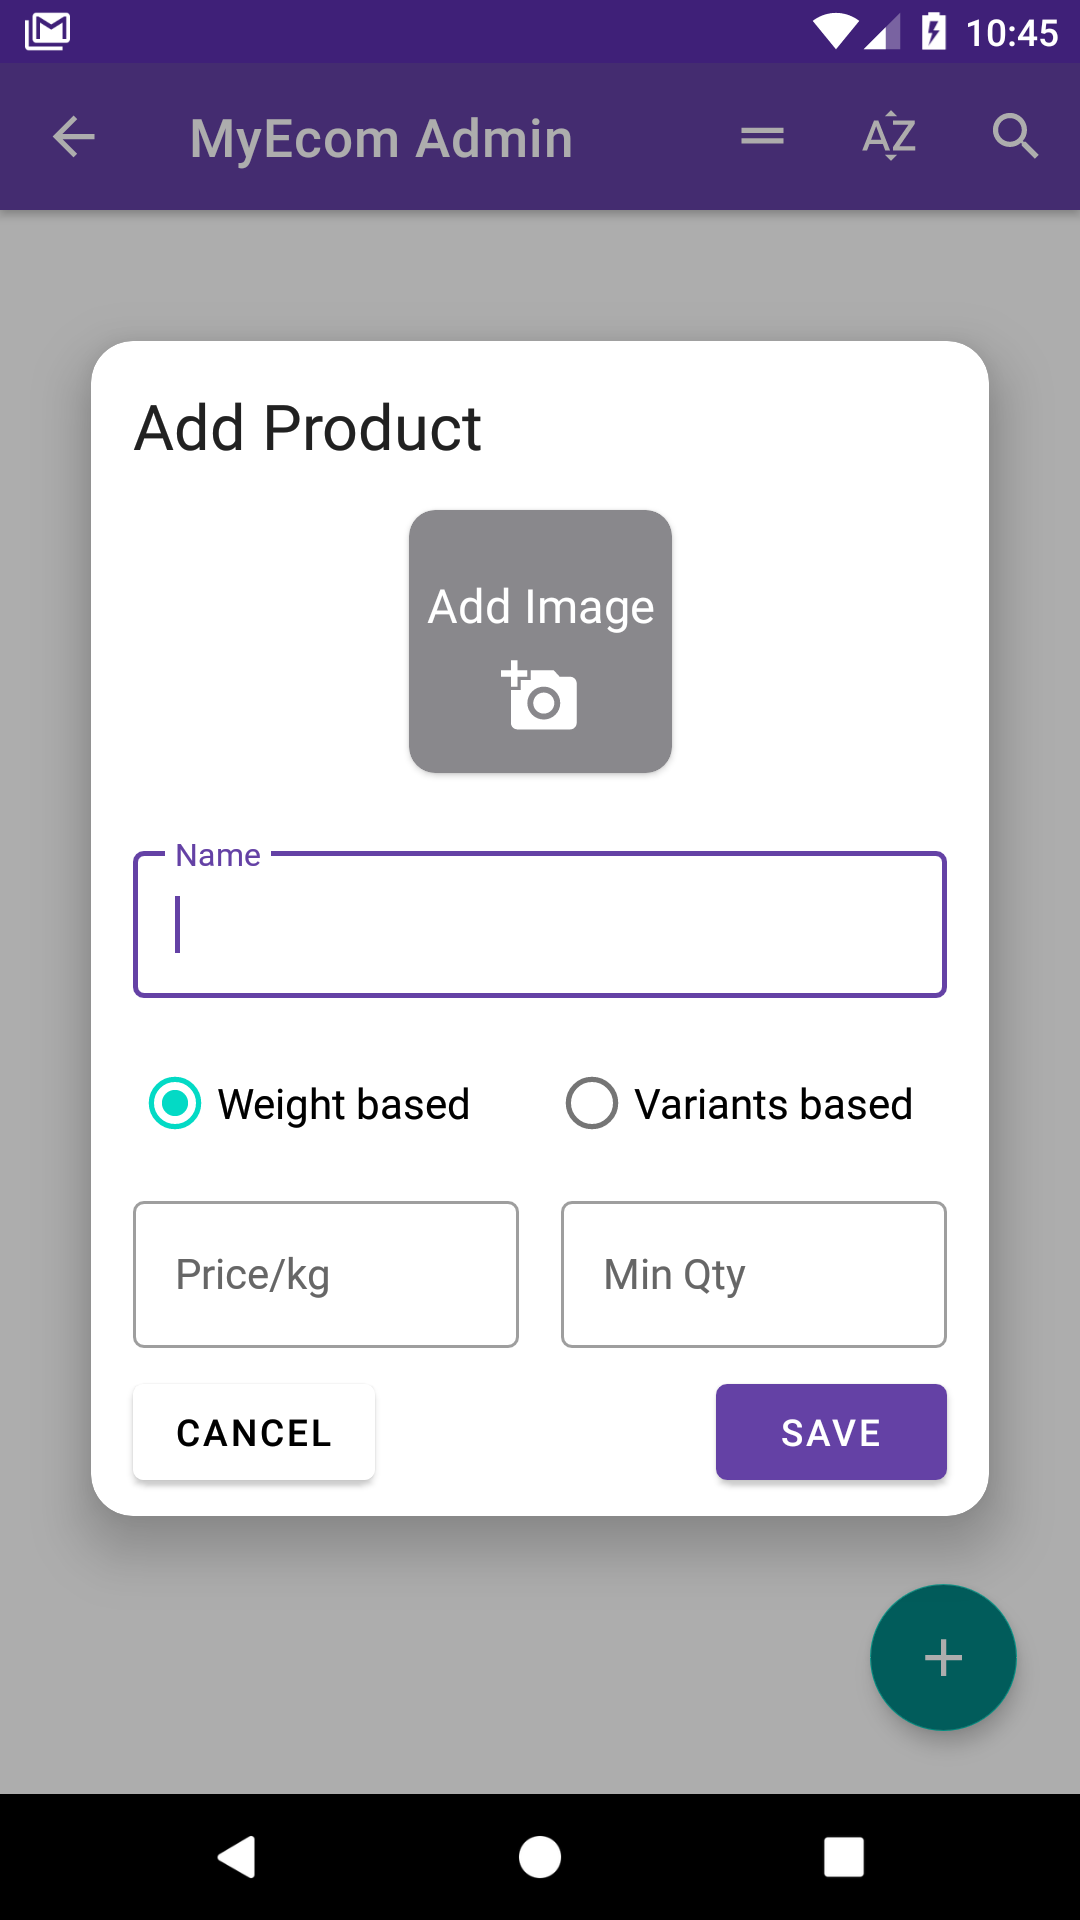 10:45
MyEcom Admin
AZ
Add Product
Add Image
Name
Weight based
Variants based
Price/kg
Min Qty
CANCEL
SAVE